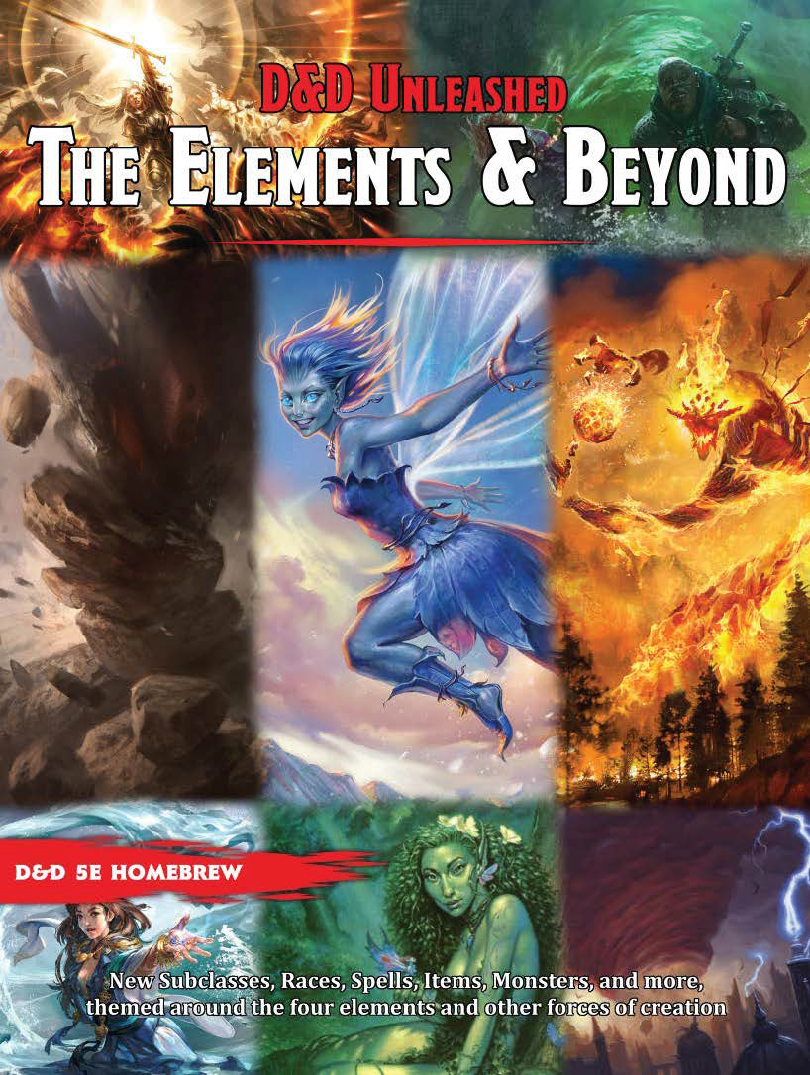 D&D Unleashed
The Elements & Beyond
D&D 5E Homebrew
New Subclasses, Races, Spells, Items, Monsters, and more,
themed around the four elements and other forces of creation